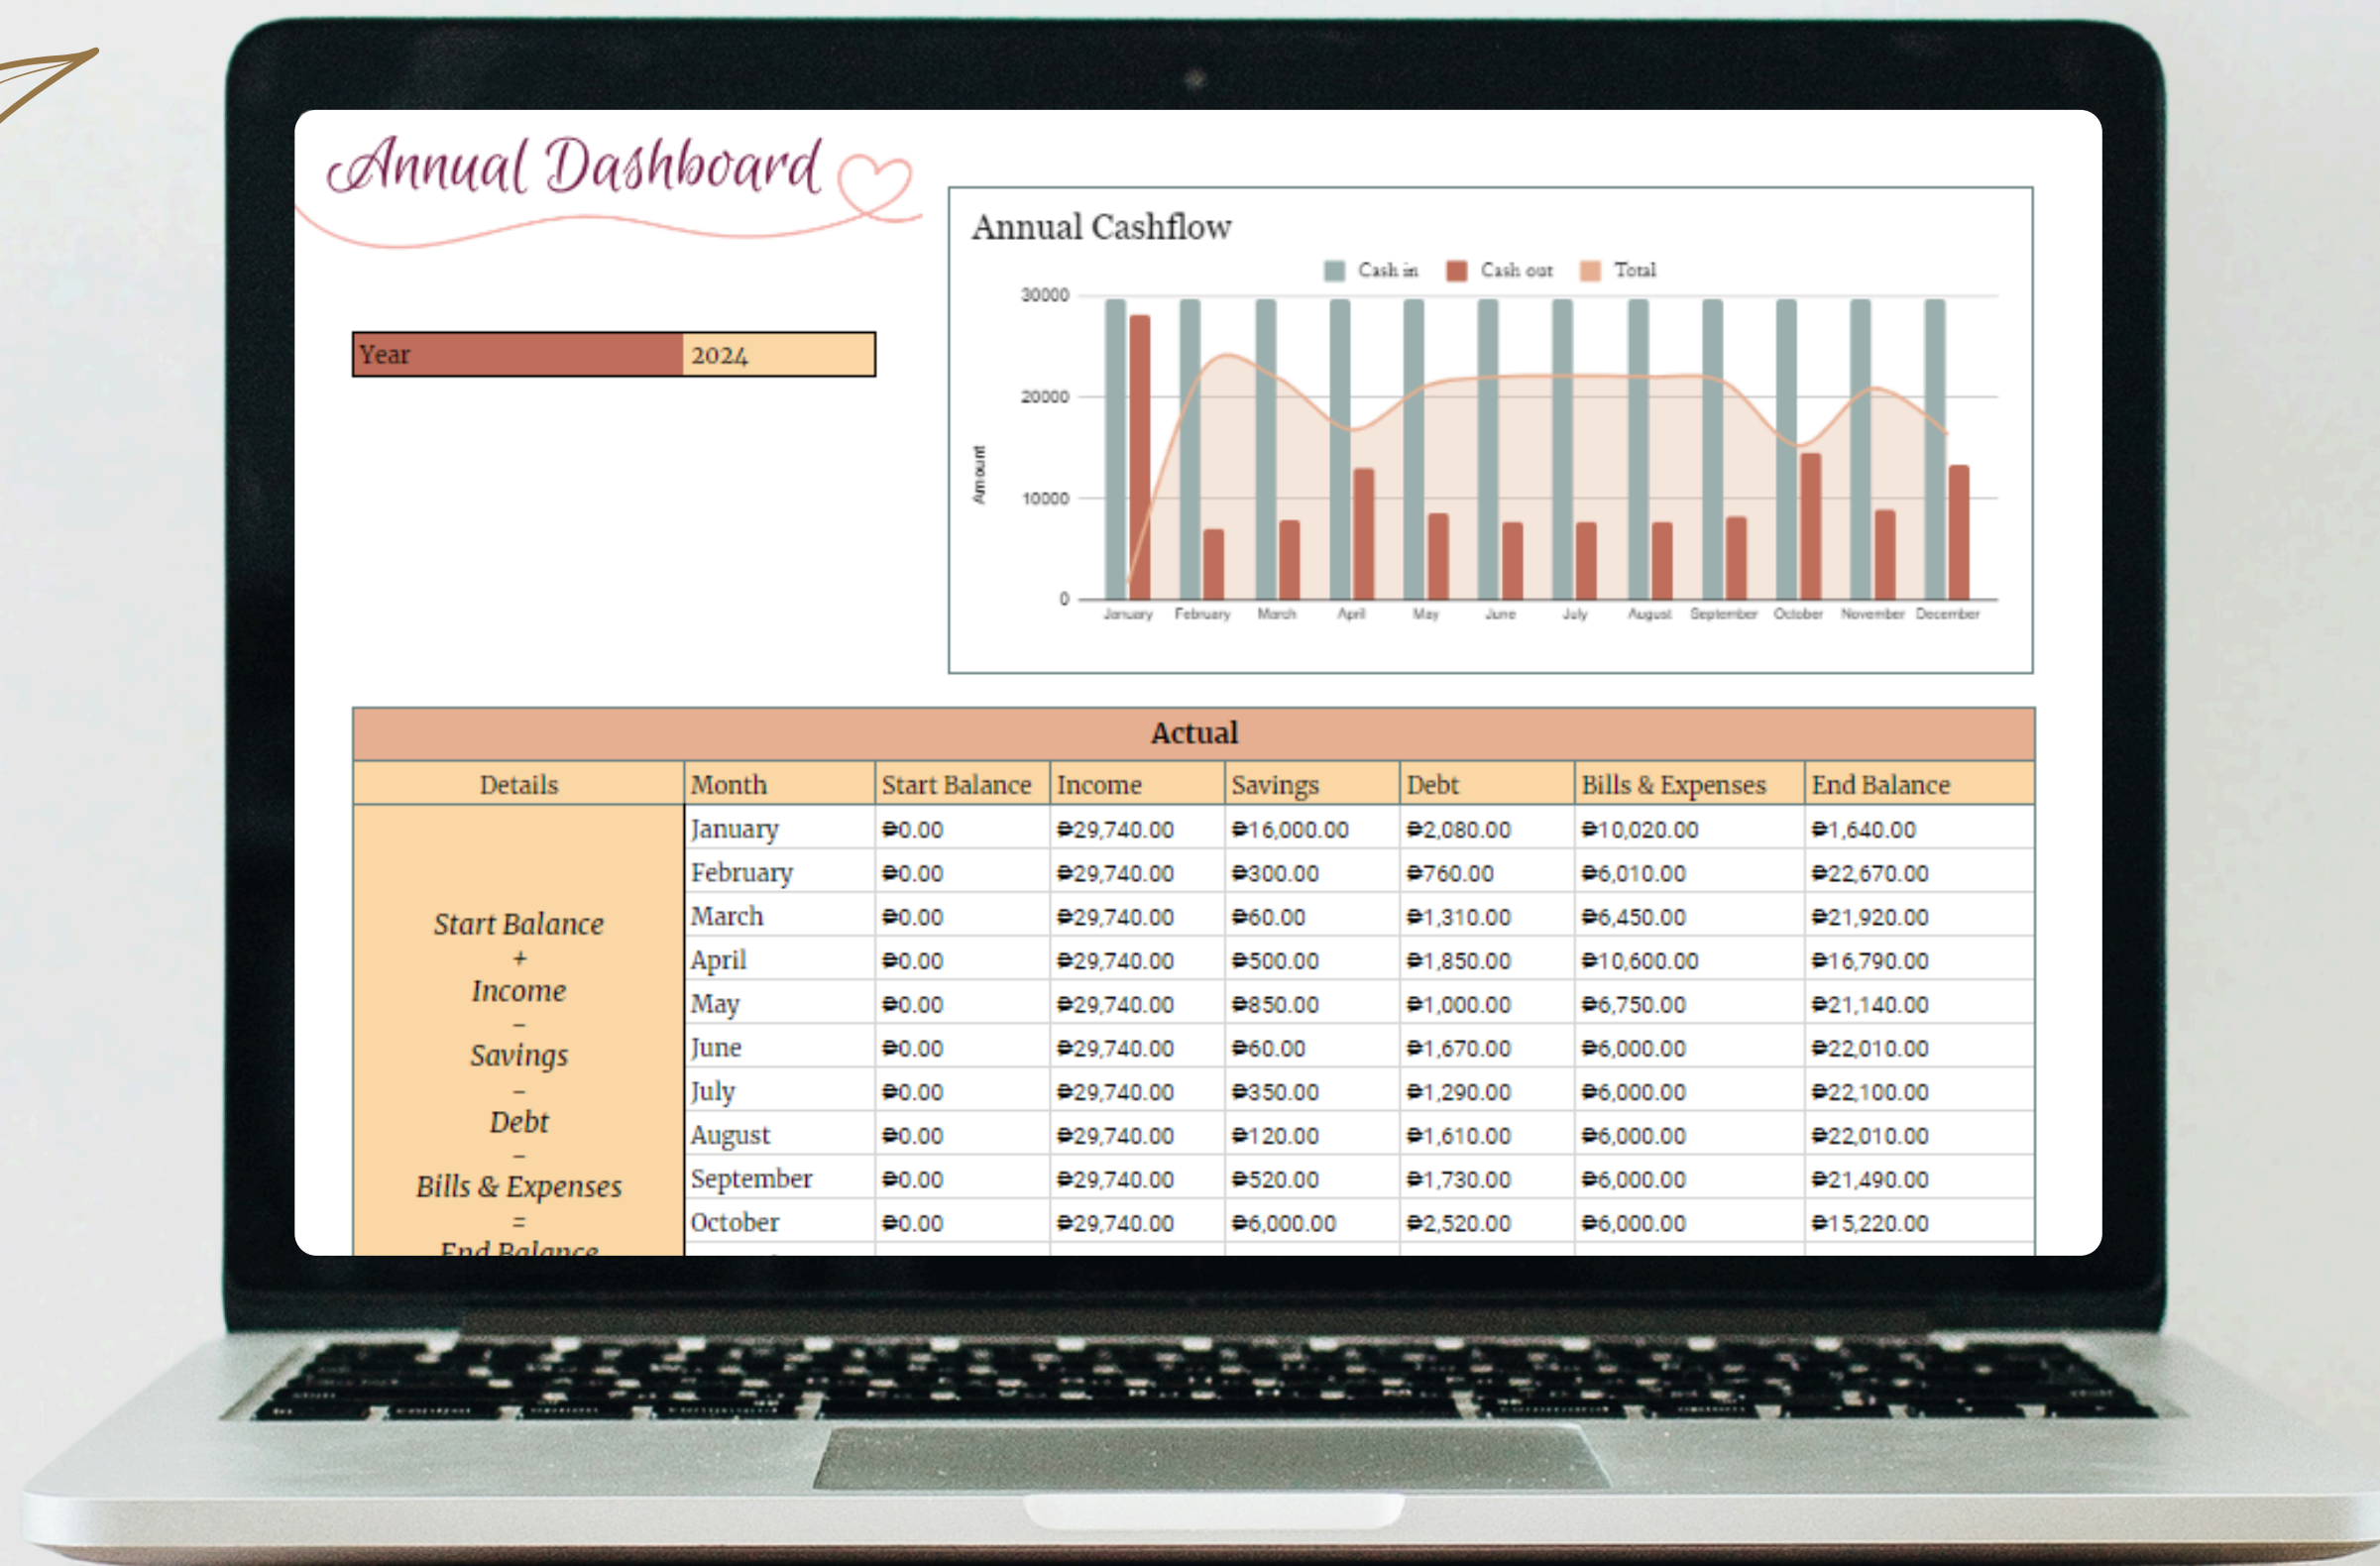 Annual Dashboard
Year 2024
Annual Cashflow
Cash in Cash out Total
Amount
30000
20000
10000
0
January February March April May June July August September October November December
Actual
Details Month Start Balance Income Savings Debt Bills & Expenses End Balance
Start Balance
+
Income
-
Savings
-
Debt
-
Bills & Expenses
=
End Balance
January ₱0.00 ₱29,740.00 ₱16,000.00 ₱2,080.00 ₱10,020.00 ₱1,640.00
February ₱0.00 ₱29,740.00 ₱300.00 ₱760.00 ₱6,010.00 ₱22,670.00
March ₱0.00 ₱29,740.00 ₱60.00 ₱1,310.00 ₱6,450.00 ₱21,920.00
April ₱0.00 ₱29,740.00 ₱500.00 ₱1,850.00 ₱10,600.00 ₱16,790.00
May ₱0.00 ₱29,740.00 ₱850.00 ₱1,000.00 ₱6,750.00 ₱21,140.00
June ₱0.00 ₱29,740.00 ₱60.00 ₱1,670.00 ₱6,000.00 ₱22,010.00
July ₱0.00 ₱29,740.00 ₱350.00 ₱1,290.00 ₱6,000.00 ₱22,100.00
August ₱0.00 ₱29,740.00 ₱120.00 ₱1,610.00 ₱6,000.00 ₱22,010.00
September ₱0.00 ₱29,740.00 ₱520.00 ₱1,730.00 ₱6,000.00 ₱21,490.00
October ₱0.00 ₱29,740.00 ₱6,000.00 ₱2,520.00 ₱6,000.00 ₱15,220.00